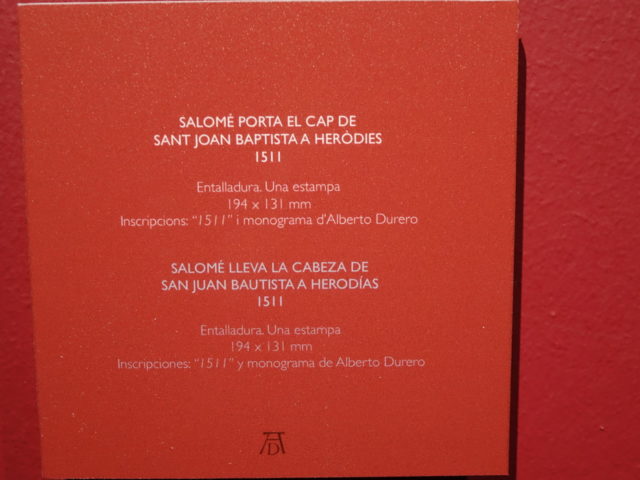 SALOMÉ PORTA EL CAP DE
SANT JOAN BAPTISTA A HERÒDIES
1511
Entalladura. Una estampa
194 x 131 mm
Inscripcions: "1511" i monograma d'Alberto Durero
SALOMÉ LLEVA LA CABEZA DE
SAN JUAN BAUTISTA A HERODÍAS
1511
Entalladura. Una estampa
194 x 131 mm
Inscripciones: "1511" y monograma de Alberto Durero
AD